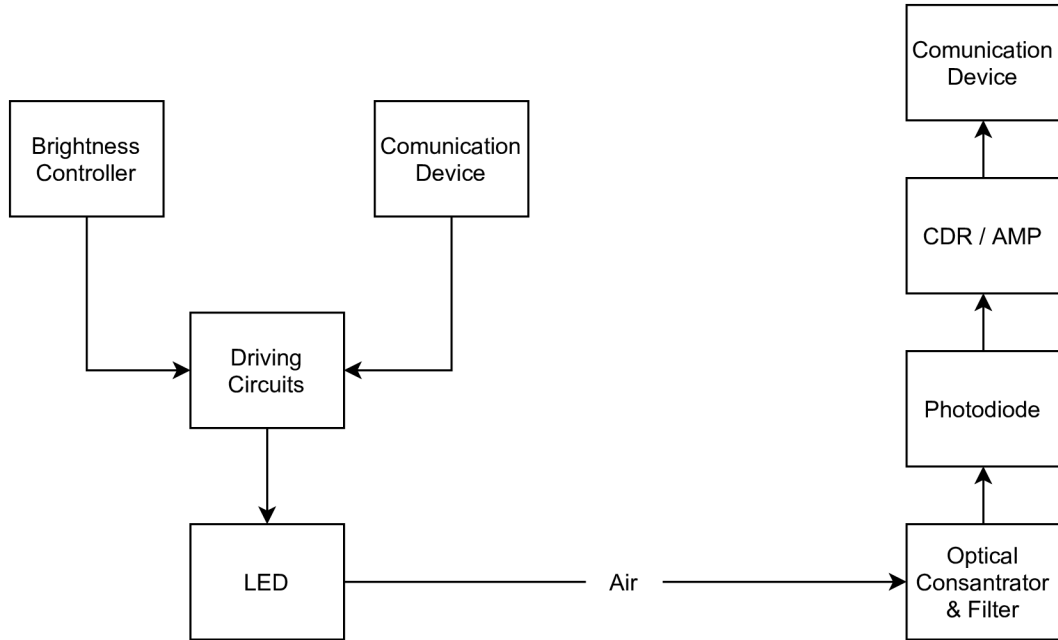 Comunication
Device
Brightness
Controller
Comunication
Device
CDR / AMP
Driving
Circuits
Photodiode
LED
Air
Optical
Consantrator
& Filter